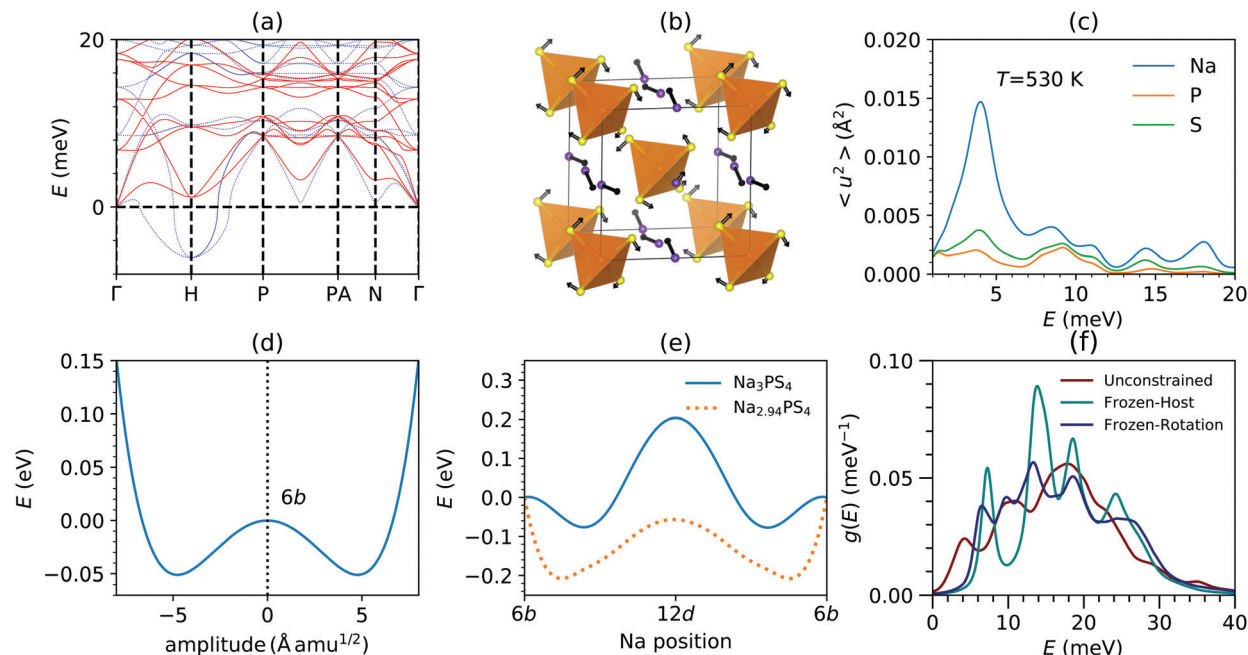 (a)
20
10
0
E (meV)
Γ H P PA N Γ
(b)
(c)
0.020
0.015
0.010
0.005
0.000
< u² > (Å²)
T=530 K
Na
P
S
5 10 15 20
E (meV)
(d)
0.15
0.10
0.05
0.00
−0.05
E (eV)
6b
−5 0 5
amplitude (Å amu¹ᐟ²)
(e)
0.3
0.2
0.1
0.0
−0.1
−0.2
E (eV)
Na₃PS₄
Na₂.₉₄PS₄
6b 12d 6b
Na position
(f)
0.10
0.05
0.00
g(E) (meV⁻¹)
Unconstrained
Frozen-Host
Frozen-Rotation
0 10 20 30 40
E (meV)